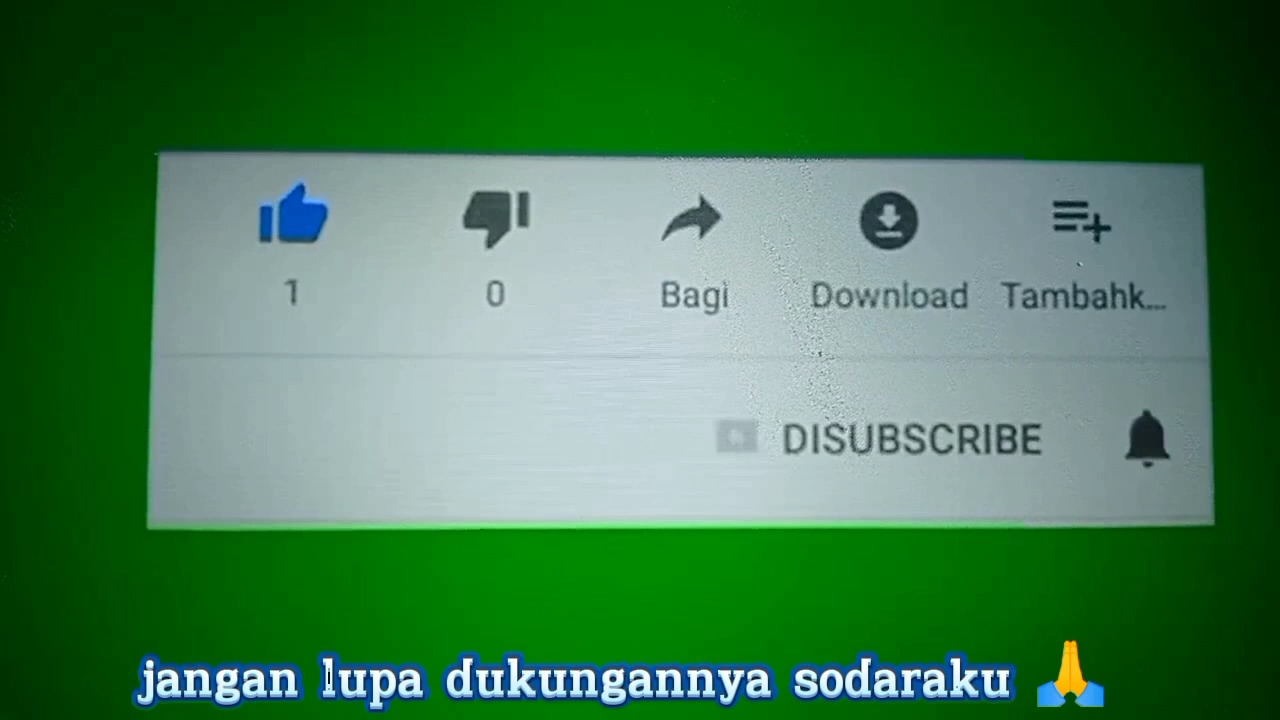 1 0 Bagi Download Tambahk...
DISUBSCRIBE
jangan lupa dukungannya sodaraku 🙏